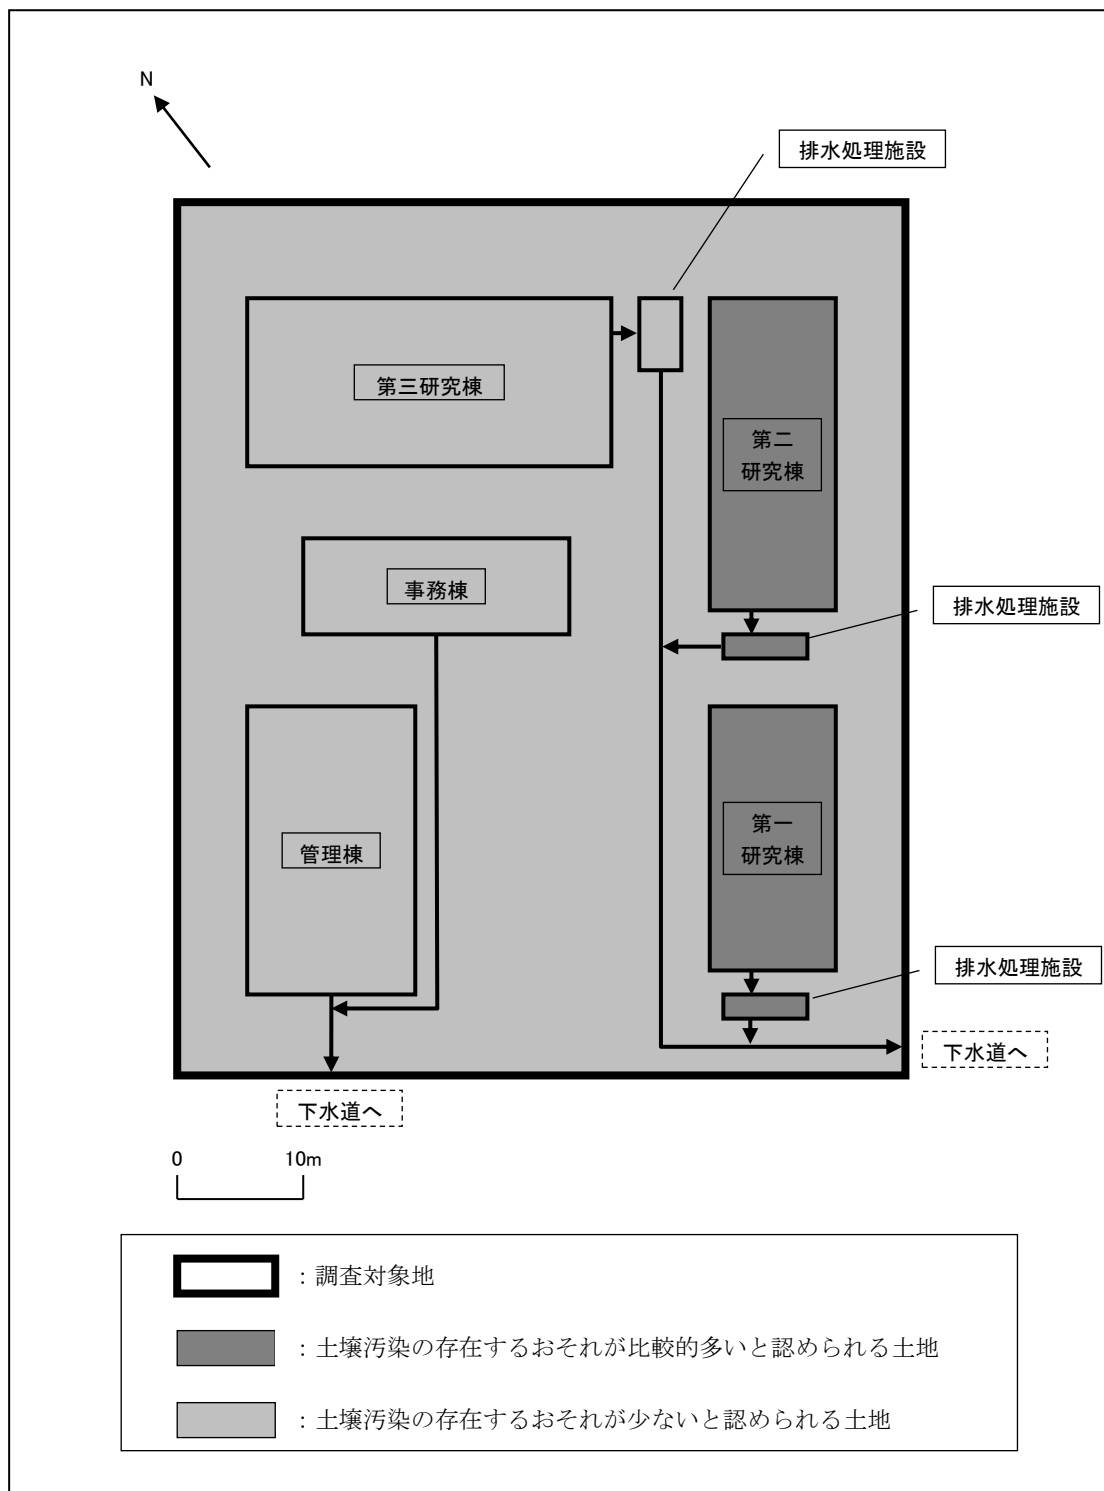 N
排水処理施設
第三研究棟
第二
研究棟
事務棟
排水処理施設
第一
研究棟
管理棟
排水処理施設
下水道へ
下水道へ
0 10m
：調査対象地
：土壌汚染の存在するおそれが比較的多いと認められる土地
：土壌汚染の存在するおそれが少ないと認められる土地